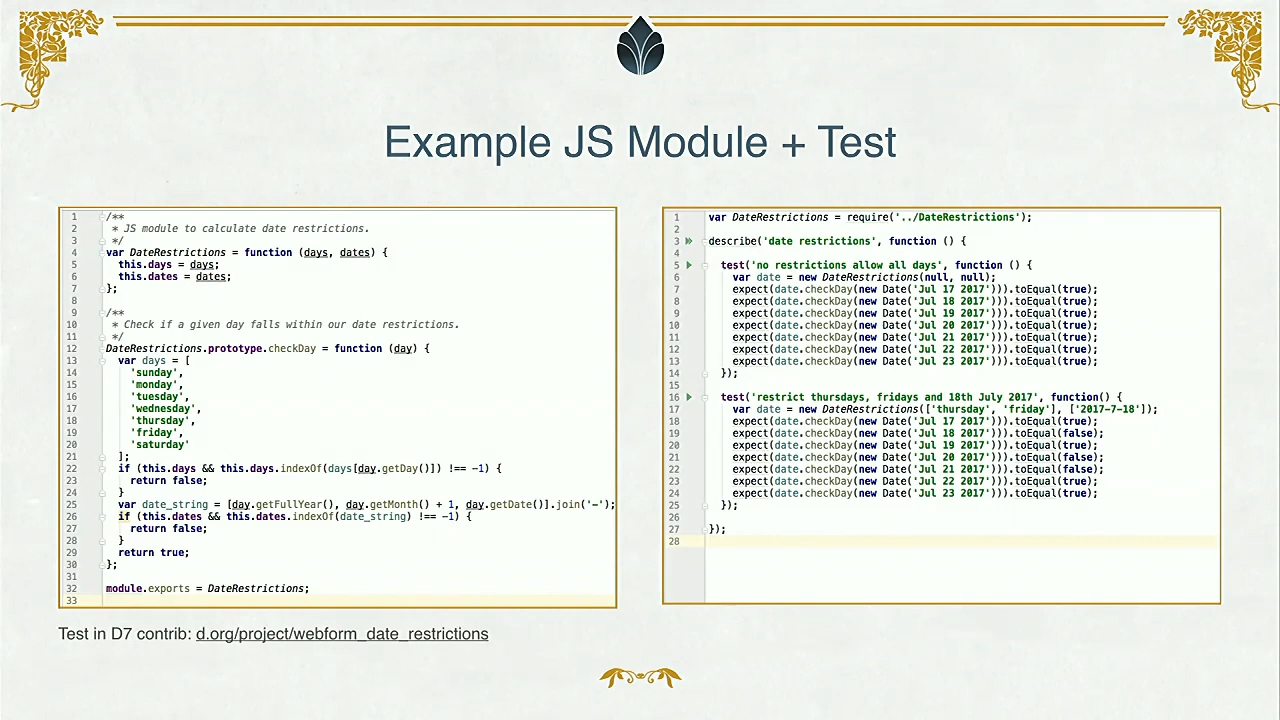 Example JS Module + Test
1 /**
2  * JS module to calculate date restrictions.
3  */
4 var DateRestrictions = function (days, dates) {
5   this.days = days;
6   this.dates = dates;
7 };
8
9 /**
10  * Check if a given day falls within our date restrictions.
11  */
12 DateRestrictions.prototype.checkDay = function (day) {
13   var days = [
14     'sunday',
15     'monday',
16     'tuesday',
17     'wednesday',
18     'thursday',
19     'friday',
20     'saturday'
21   ];
22   if (this.days && this.days.indexOf(days[day.getDay()]) !== -1) {
23     return false;
24   }
25   var date_string = [day.getFullYear(), day.getMonth() + 1, day.getDate()].join('-');
26   if (this.dates && this.dates.indexOf(date_string) !== -1) {
27     return false;
28   }
29   return true;
30 };
31
32 module.exports = DateRestrictions;
33
1 var DateRestrictions = require('../DateRestrictions');
2
3 describe('date restrictions', function () {
4
5   test('no restrictions allow all days', function () {
6     var date = new DateRestrictions(null, null);
7     expect(date.checkDay(new Date('Jul 17 2017'))).toEqual(true);
8     expect(date.checkDay(new Date('Jul 18 2017'))).toEqual(true);
9     expect(date.checkDay(new Date('Jul 19 2017'))).toEqual(true);
10     expect(date.checkDay(new Date('Jul 20 2017'))).toEqual(true);
11     expect(date.checkDay(new Date('Jul 21 2017'))).toEqual(true);
12     expect(date.checkDay(new Date('Jul 22 2017'))).toEqual(true);
13     expect(date.checkDay(new Date('Jul 23 2017'))).toEqual(true);
14   });
15
16   test('restrict thursdays, fridays and 18th July 2017', function() {
17     var date = new DateRestrictions(['thursday', 'friday'], ['2017-7-18']);
18     expect(date.checkDay(new Date('Jul 17 2017'))).toEqual(true);
19     expect(date.checkDay(new Date('Jul 18 2017'))).toEqual(false);
20     expect(date.checkDay(new Date('Jul 19 2017'))).toEqual(true);
21     expect(date.checkDay(new Date('Jul 20 2017'))).toEqual(false);
22     expect(date.checkDay(new Date('Jul 21 2017'))).toEqual(false);
23     expect(date.checkDay(new Date('Jul 22 2017'))).toEqual(true);
24     expect(date.checkDay(new Date('Jul 23 2017'))).toEqual(true);
25   });
26
27 });
28
Test in D7 contrib: d.org/project/webform_date_restrictions